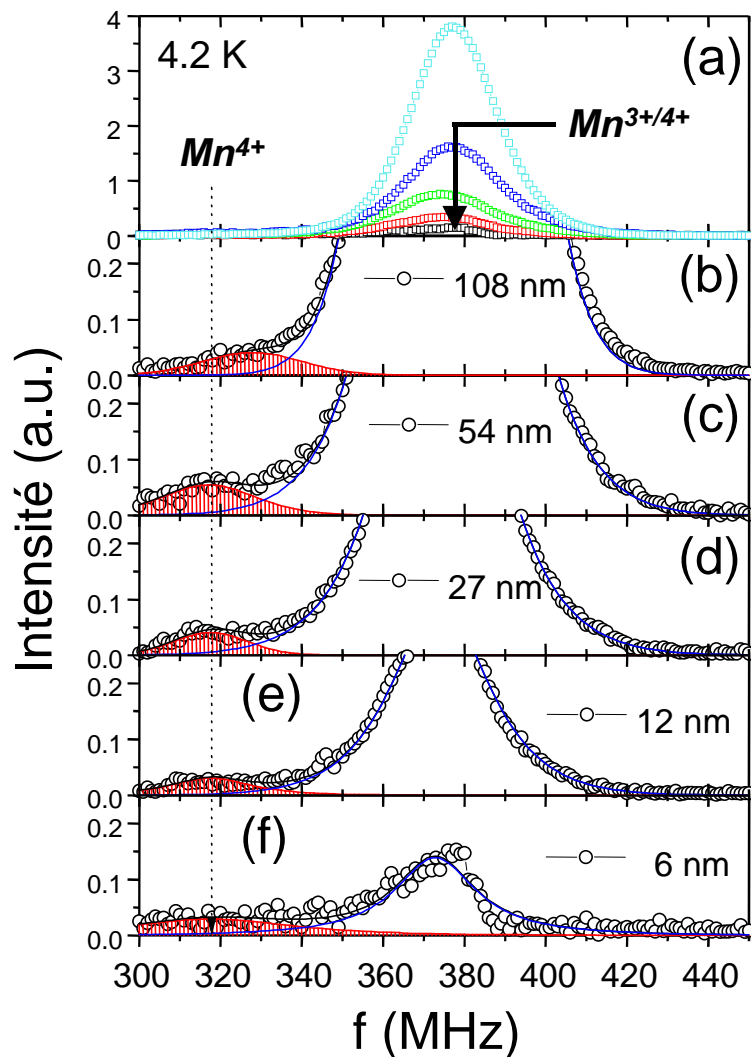 4
3
2
1
0
4.2 K
(a)
Mn3+/4+
Mn4+
0.2
0.1
0.0
(b)
108 nm
0.2
0.1
0.0
(c)
54 nm
0.2
0.1
0.0
(d)
27 nm
0.2
0.1
0.0
(e)
12 nm
0.2
0.1
0.0
(f)
6 nm
Intensité (a.u.)
300 320 340 360 380 400 420 440
f (MHz)